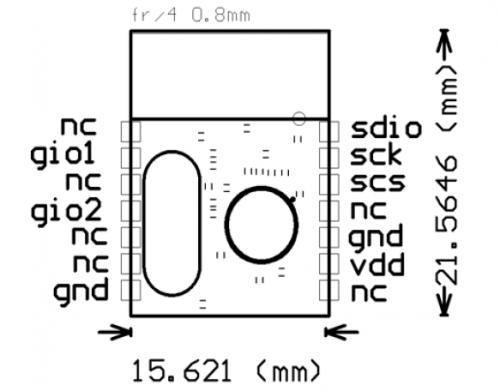 fr/4 0.8mm
nc
gio1
nc
gio2
nc
nc
gnd
sdio
sck
scs
nc
gnd
vdd
nc
21.5646 (mm)
15.621 (mm)